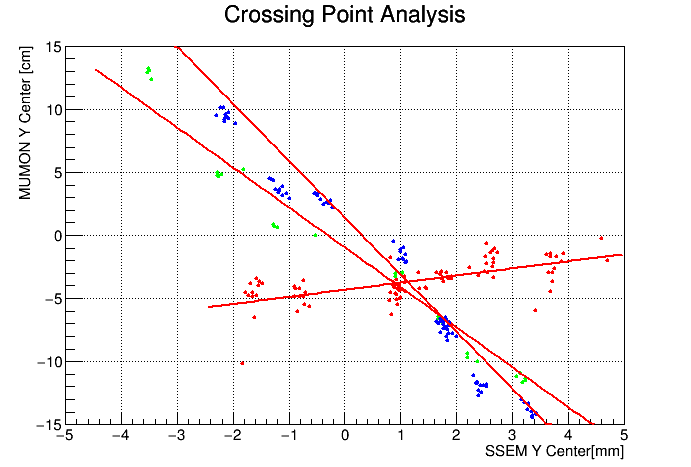 Crossing Point Analysis
MUMON Y Center [cm]
15
10
5
0
−5
−10
−15
−5 −4 −3 −2 −1 0 1 2 3 4 5
SSEM Y Center[mm]